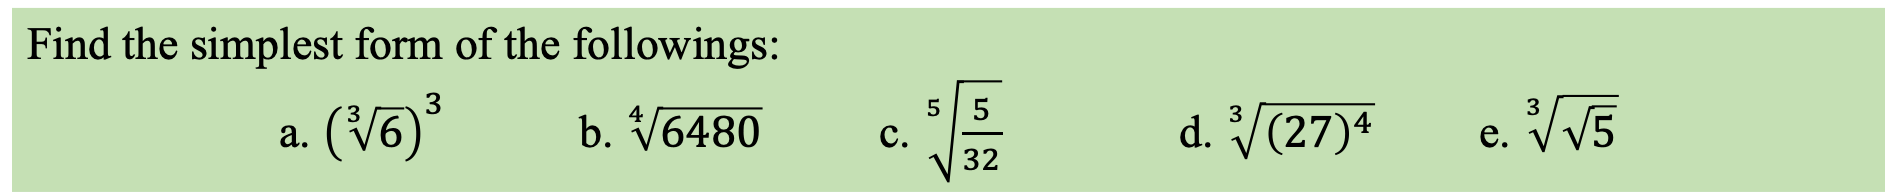 Find the simplest form of the followings:
a. (∛6)³ b. ∜6480 c. ⁵√(5/32) d. ∛(27)⁴ e. ∛√5